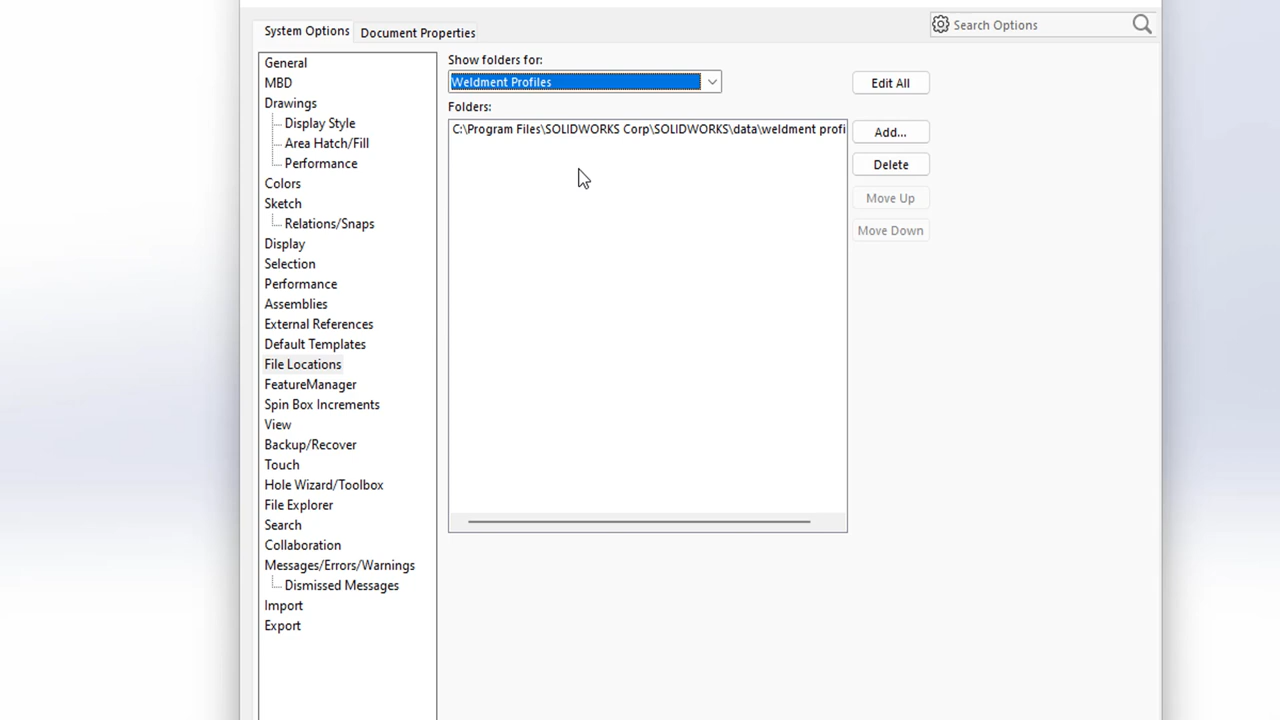 System Options
Document Properties
Search Options
General
MBD
Drawings
Display Style
Area Hatch/Fill
Performance
Colors
Sketch
Relations/Snaps
Display
Selection
Performance
Assemblies
External References
Default Templates
File Locations
FeatureManager
Spin Box Increments
View
Backup/Recover
Touch
Hole Wizard/Toolbox
File Explorer
Search
Collaboration
Messages/Errors/Warnings
Dismissed Messages
Import
Export
Show folders for:
Weldment Profiles
Folders:
C:\Program Files\SOLIDWORKS Corp\SOLIDWORKS\data\weldment profi
Edit All
Add...
Delete
Move Up
Move Down